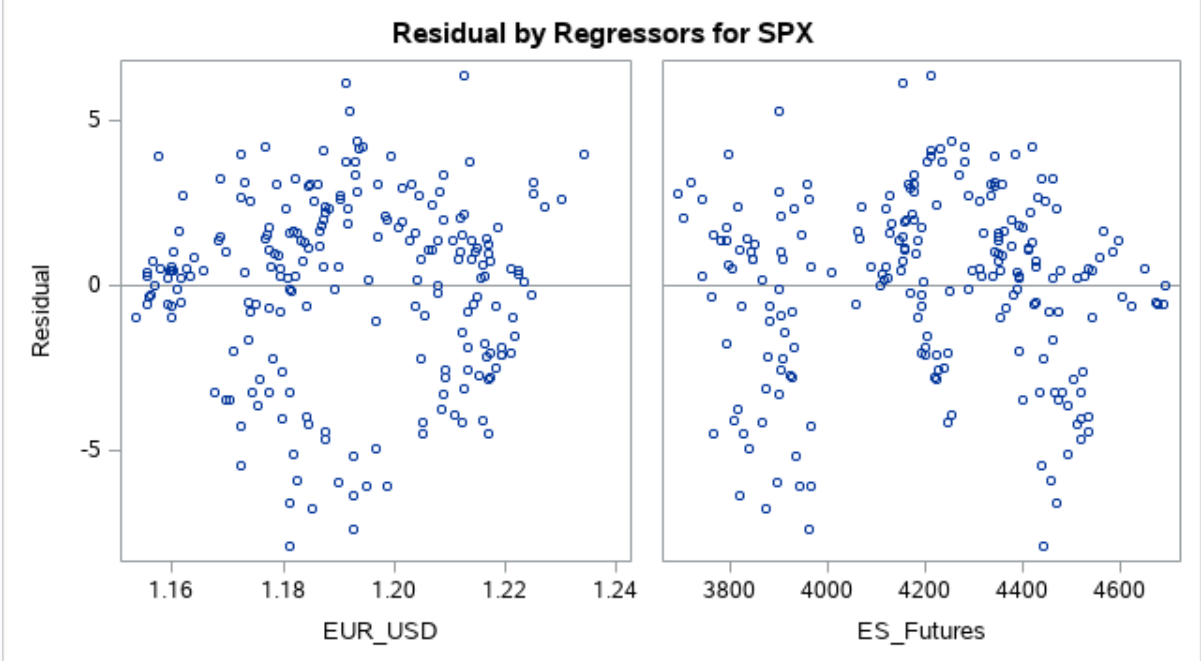 Residual by Regressors for SPX
Residual
5
0
-5
1.16 1.18 1.20 1.22 1.24
EUR_USD
3800 4000 4200 4400 4600
ES_Futures